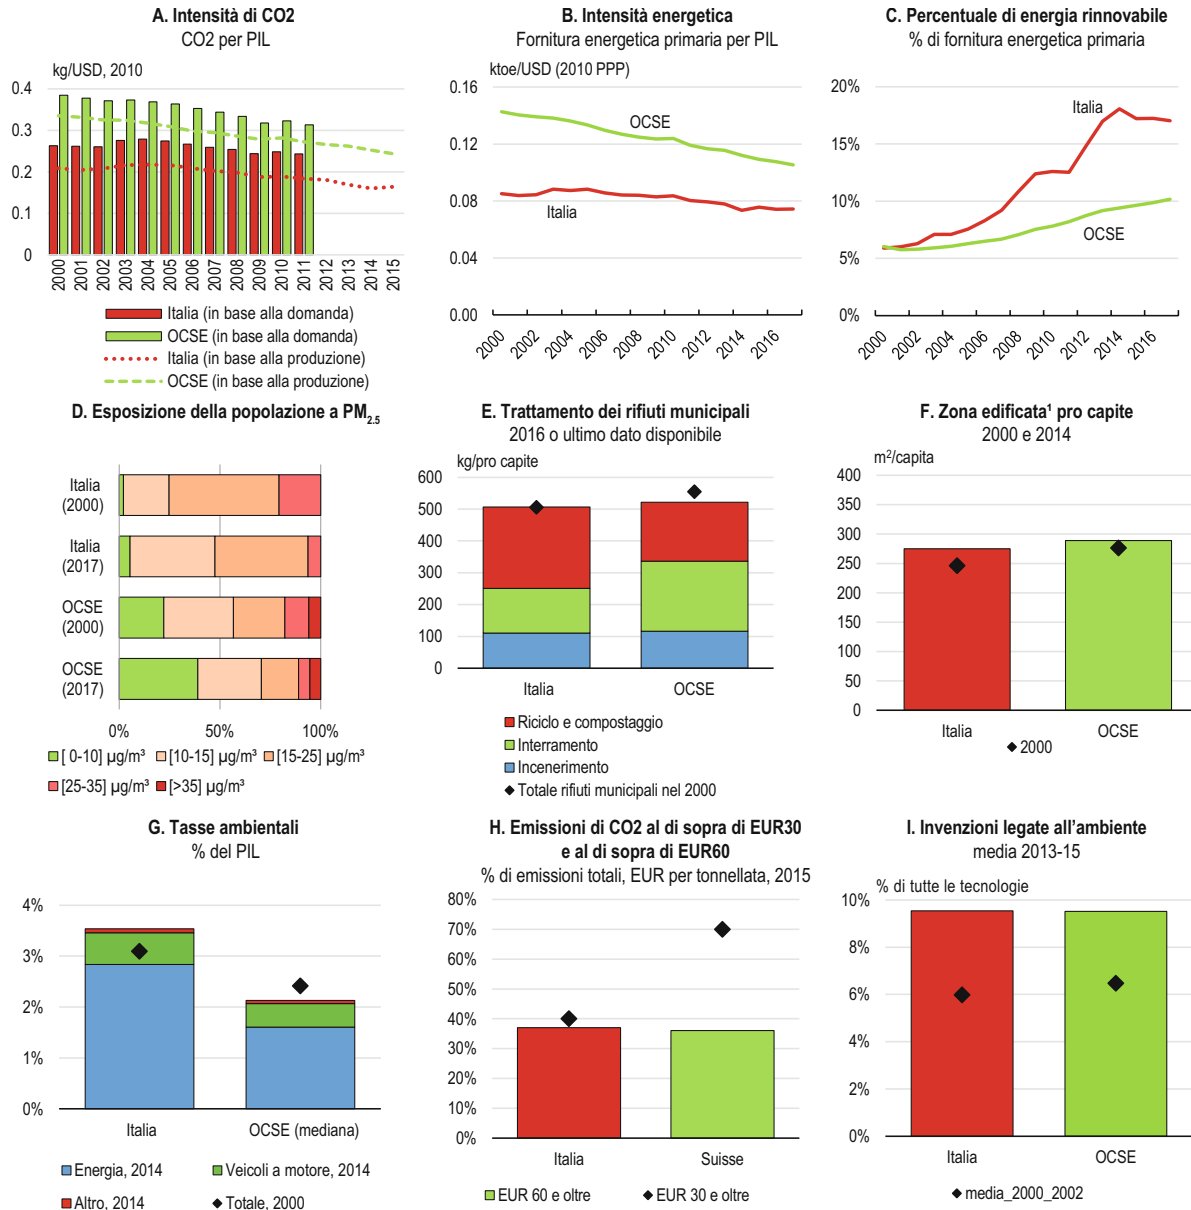 A. Intensità di CO2
CO2 per PIL
kg/USD, 2010
0.4
0.3
0.2
0.1
0
2000
2001
2002
2003
2004
2005
2006
2007
2008
2009
2010
2011
2012
2013
2014
2015
Italia (in base alla domanda)
OCSE (in base alla domanda)
Italia (in base alla produzione)
OCSE (in base alla produzione)
B. Intensità energetica
Fornitura energetica primaria per PIL
ktoe/USD (2010 PPP)
0.16
0.12
0.08
0.04
0.00
OCSE
Italia
2000
2002
2004
2006
2008
2010
2012
2014
2016
C. Percentuale di energia rinnovabile
% di fornitura energetica primaria
20%
15%
10%
5%
0%
Italia
OCSE
2000
2002
2004
2006
2008
2010
2012
2014
2016
D. Esposizione della popolazione a PM2.5
Italia
(2000)
Italia
(2017)
OCSE
(2000)
OCSE
(2017)
0%
50%
100%
[ 0-10] µg/m³
[10-15] µg/m³
[15-25] µg/m³
[25-35] µg/m³
[>35] µg/m³
E. Trattamento dei rifiuti municipali
2016 o ultimo dato disponibile
kg/pro capite
600
500
400
300
200
100
0
Italia
OCSE
Riciclo e compostaggio
Interramento
Incenerimento
Totale rifiuti municipali nel 2000
F. Zona edificata¹ pro capite
2000 e 2014
m²/capita
400
350
300
250
200
150
100
50
0
Italia
OCSE
2000
G. Tasse ambientali
% del PIL
4%
3%
2%
1%
0%
Italia
OCSE (mediana)
Energia, 2014
Veicoli a motore, 2014
Altro, 2014
Totale, 2000
H. Emissioni di CO2 al di sopra di EUR30
e al di sopra di EUR60
% di emissioni totali, EUR per tonnellata, 2015
80%
70%
60%
50%
40%
30%
20%
10%
0%
Italia
Suisse
EUR 60 e oltre
EUR 30 e oltre
I. Invenzioni legate all'ambiente
media 2013-15
% di tutte le tecnologie
10%
8%
6%
4%
2%
0%
Italia
OCSE
media_2000_2002